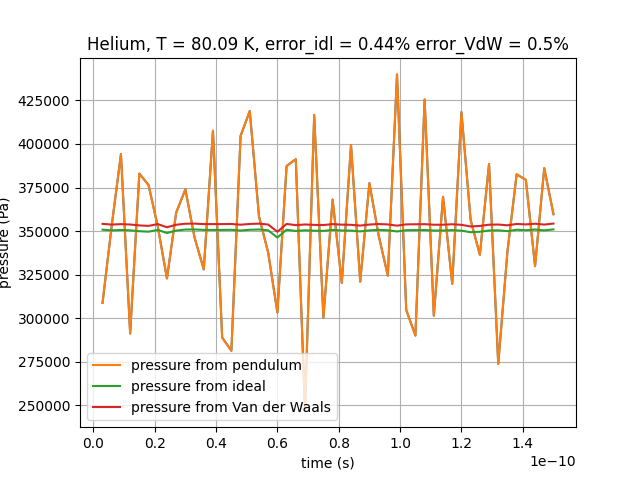 Helium, T = 80.09 K, error_idl = 0.44% error_VdW = 0.5%
pressure (Pa)
425000
400000
375000
350000
325000
300000
275000
250000
pressure from pendulum
pressure from ideal
pressure from Van der Waals
0.0 0.2 0.4 0.6 0.8 1.0 1.2 1.4
1e−10
time (s)